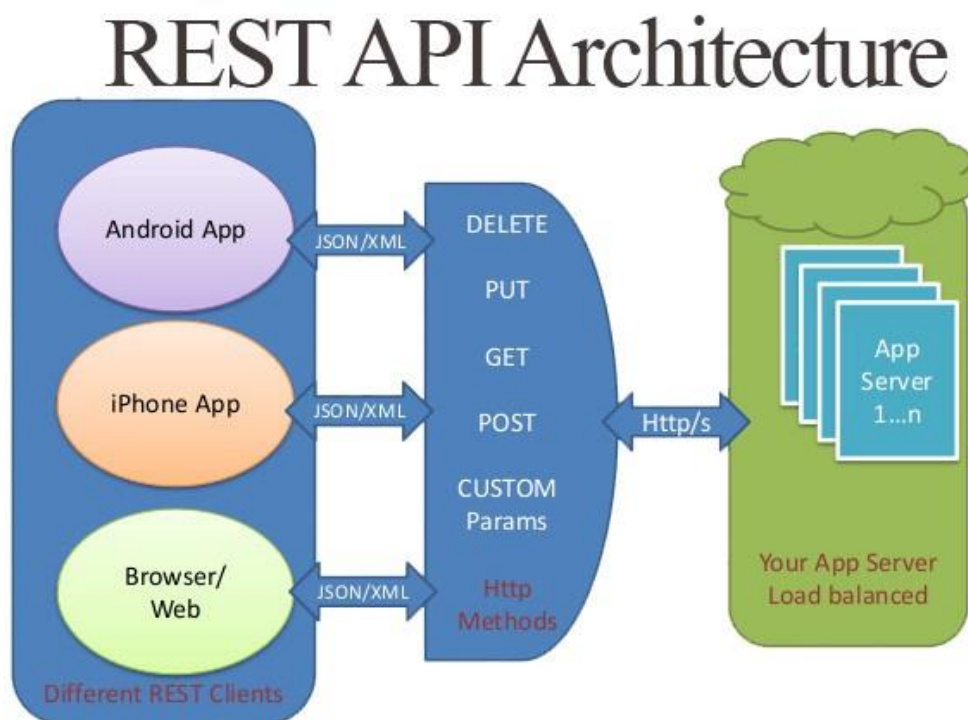 REST API Architecture
Android App
iPhone App
Browser/
Web
Different REST Clients
JSON/XML
JSON/XML
JSON/XML
DELETE
PUT
GET
POST
CUSTOM
Params
Http
Methods
Http/s
App
Server
1...n
Your App Server
Load balanced